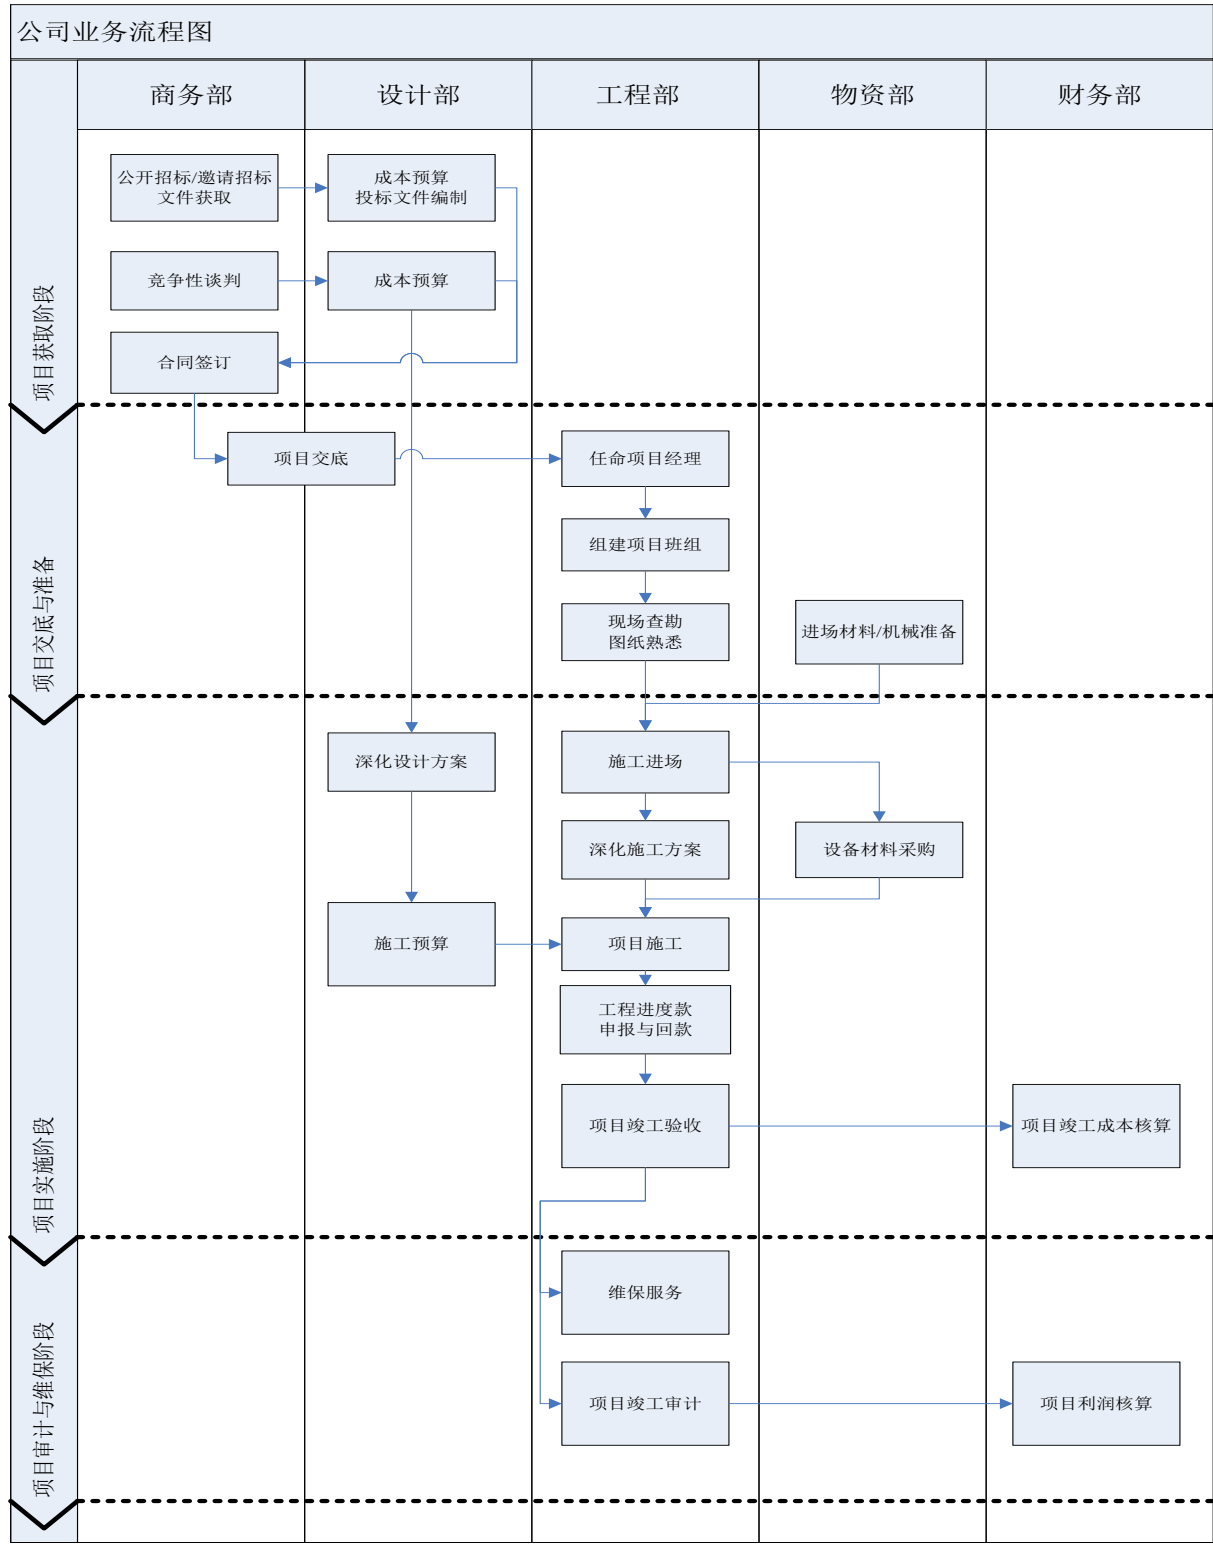 公司业务流程图
商务部
设计部
工程部
物资部
财务部
项目获取阶段
公开招标/邀请招标
文件获取
成本预算
投标文件编制
竞争性谈判
成本预算
合同签订
项目交底与准备
项目交底
任命项目经理
组建项目班组
现场查勘
图纸熟悉
进场材料/机械准备
项目实施阶段
深化设计方案
施工进场
深化施工方案
设备材料采购
施工预算
项目施工
工程进度款
申报与回款
项目竣工验收
项目竣工成本核算
项目审计与维保阶段
维保服务
项目竣工审计
项目利润核算